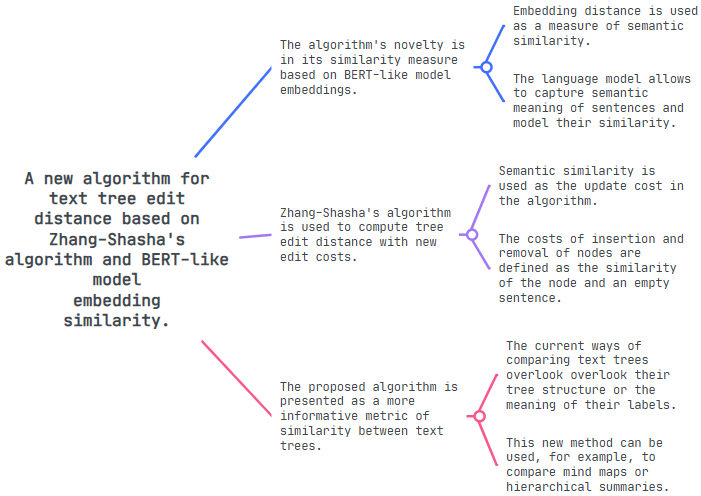 A new algorithm for
text tree edit
distance based on
Zhang-Shasha's
algorithm and BERT-like
model
embedding
similarity.
The algorithm's novelty is
in its similarity measure
based on BERT-like model
embeddings.
Embedding distance is used
as a measure of semantic
similarity.
The language model allows
to capture semantic
meaning of sentences and
model their similarity.
Zhang-Shasha's algorithm
is used to compute tree
edit distance with new
edit costs.
Semantic similarity is
used as the update cost in
the algorithm.
The costs of insertion and
removal of nodes are
defined as the similarity
of the node and an empty
sentence.
The proposed algorithm is
presented as a more
informative metric of
similarity between text
trees.
The current ways of
comparing text trees
overlook overlook their
tree structure or the
meaning of their labels.
This new method can be
used, for example, to
compare mind maps or
hierarchical summaries.